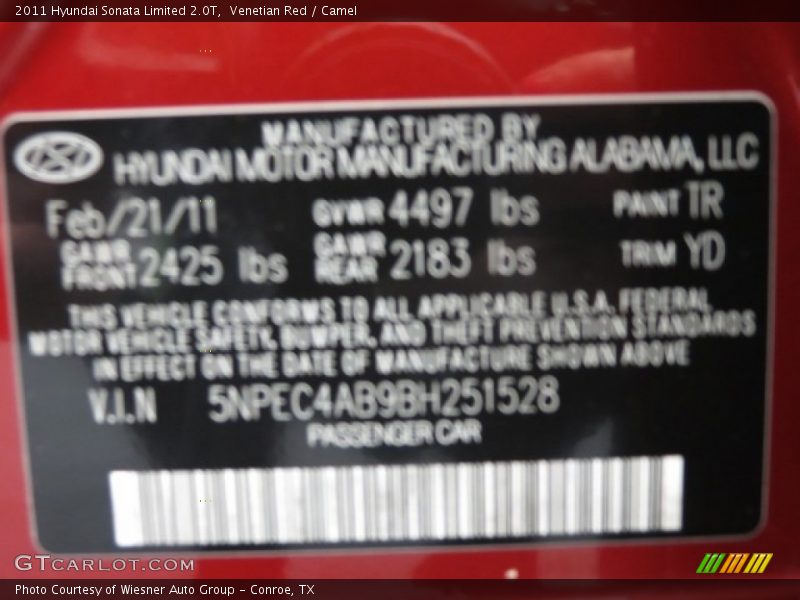 2011 Hyundai Sonata Limited 2.0T, Venetian Red / Camel
MANUFACTURED BY
HYUNDAI MOTOR MANUFACTURING ALABAMA, LLC
Feb/21/11 GVWR 4497 lbs PAINT TR
GAWR FRONT 2425 lbs GAWR REAR 2183 lbs TRIM YD
THIS VEHICLE CONFORMS TO ALL APPLICABLE U.S.A. FEDERAL
MOTOR VEHICLE SAFETY, BUMPER, AND THEFT PREVENTION STANDARDS
IN EFFECT ON THE DATE OF MANUFACTURE SHOWN ABOVE
V.I.N 5NPEC4AB9BH251528
PASSENGER CAR
GTCARLOT.COM
Photo Courtesy of Wiesner Auto Group - Conroe, TX